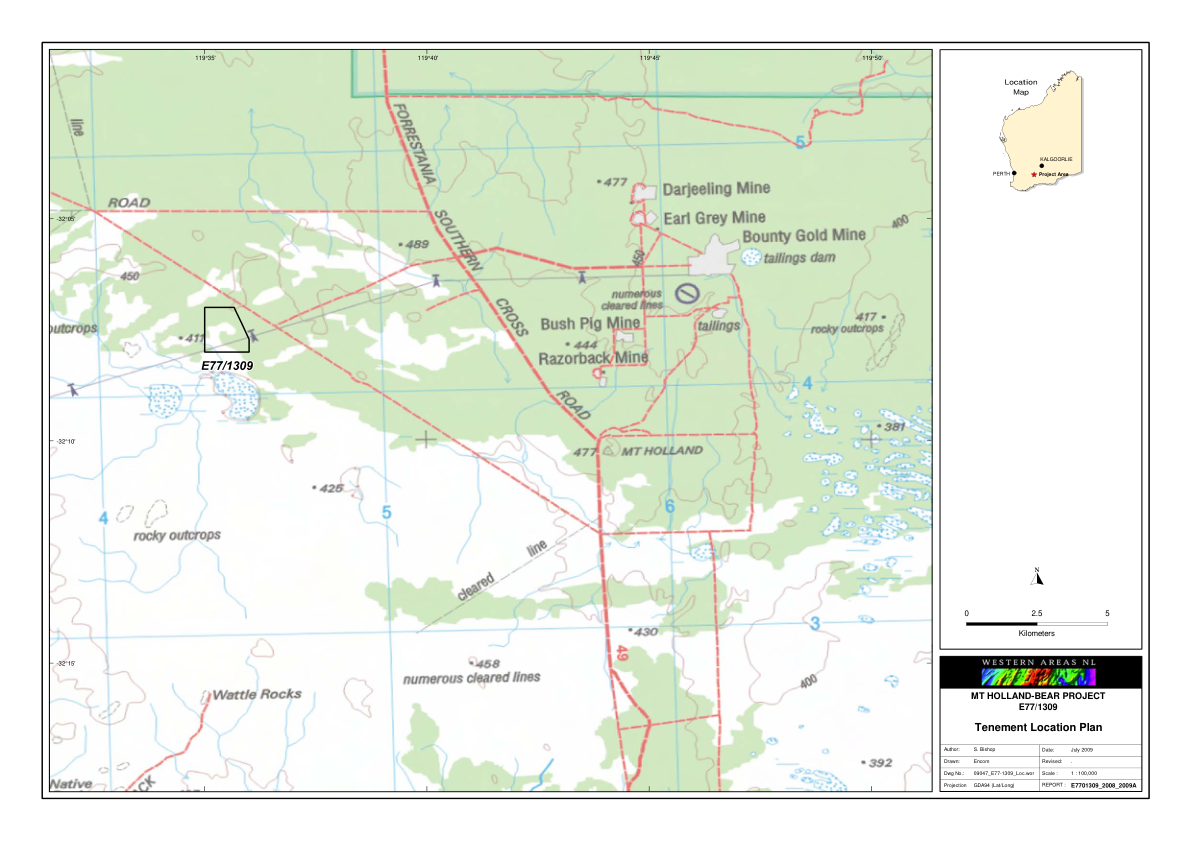 119°35'
119°40'
119°45'
119°50'
line
FORRESTANIA
SOUTHERN
CROSS
ROAD
5
477
Darjeeling Mine
ROAD
-32°05'
Earl Grey Mine
400
489
Bounty Gold Mine
450
tailings dam
450
numerous
cleared lines
417
outcrops
411
Bush Pig Mine
tailings
rocky outcrops
444
E77/1309
Razorback Mine
4
-32°10'
381
477
MT HOLLAND
425
4
5
6
rocky outcrops
cleared line
3
430
49
-32°15'
458
numerous cleared lines
400
Wattle Rocks
392
Native
Location
Map
KALGOORLIE
PERTH
Project Area
N
0 2.5 5
Kilometers
WESTERN AREAS NL
MT HOLLAND-BEAR PROJECT
E77/1309
Tenement Location Plan
Author: S. Bishop Date: July 2009
Drawn: Encom Revised: .
Dwg No.: 09047_E77-1309_Loc.wor Scale : 1 : 100,000
Projection GDA94 (Lat/Long) REPORT : E7701309_2008_2009A